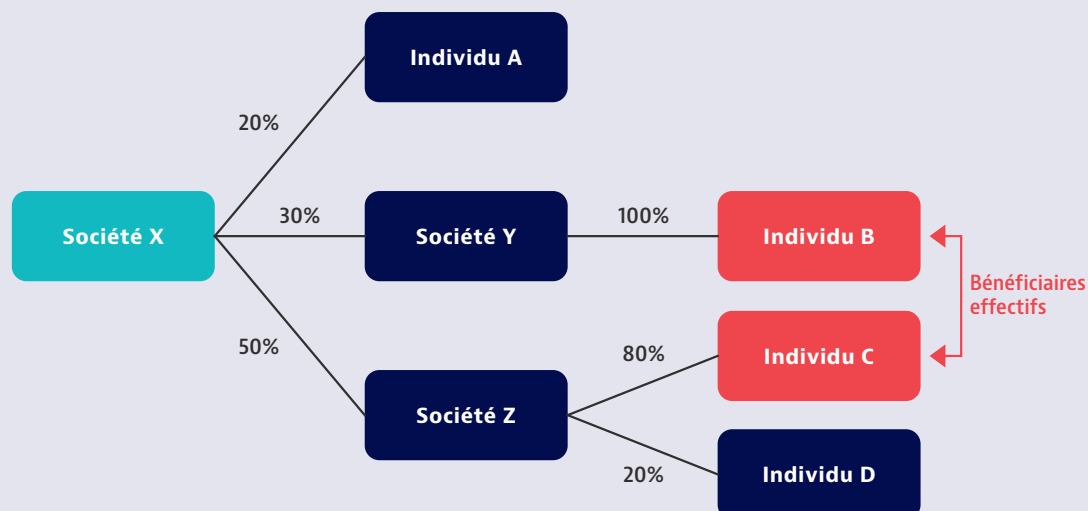 Individu A
20%
Société X
30%
Société Y
100%
Individu B
Bénéficiaires
effectifs
50%
80%
Individu C
Société Z
20%
Individu D